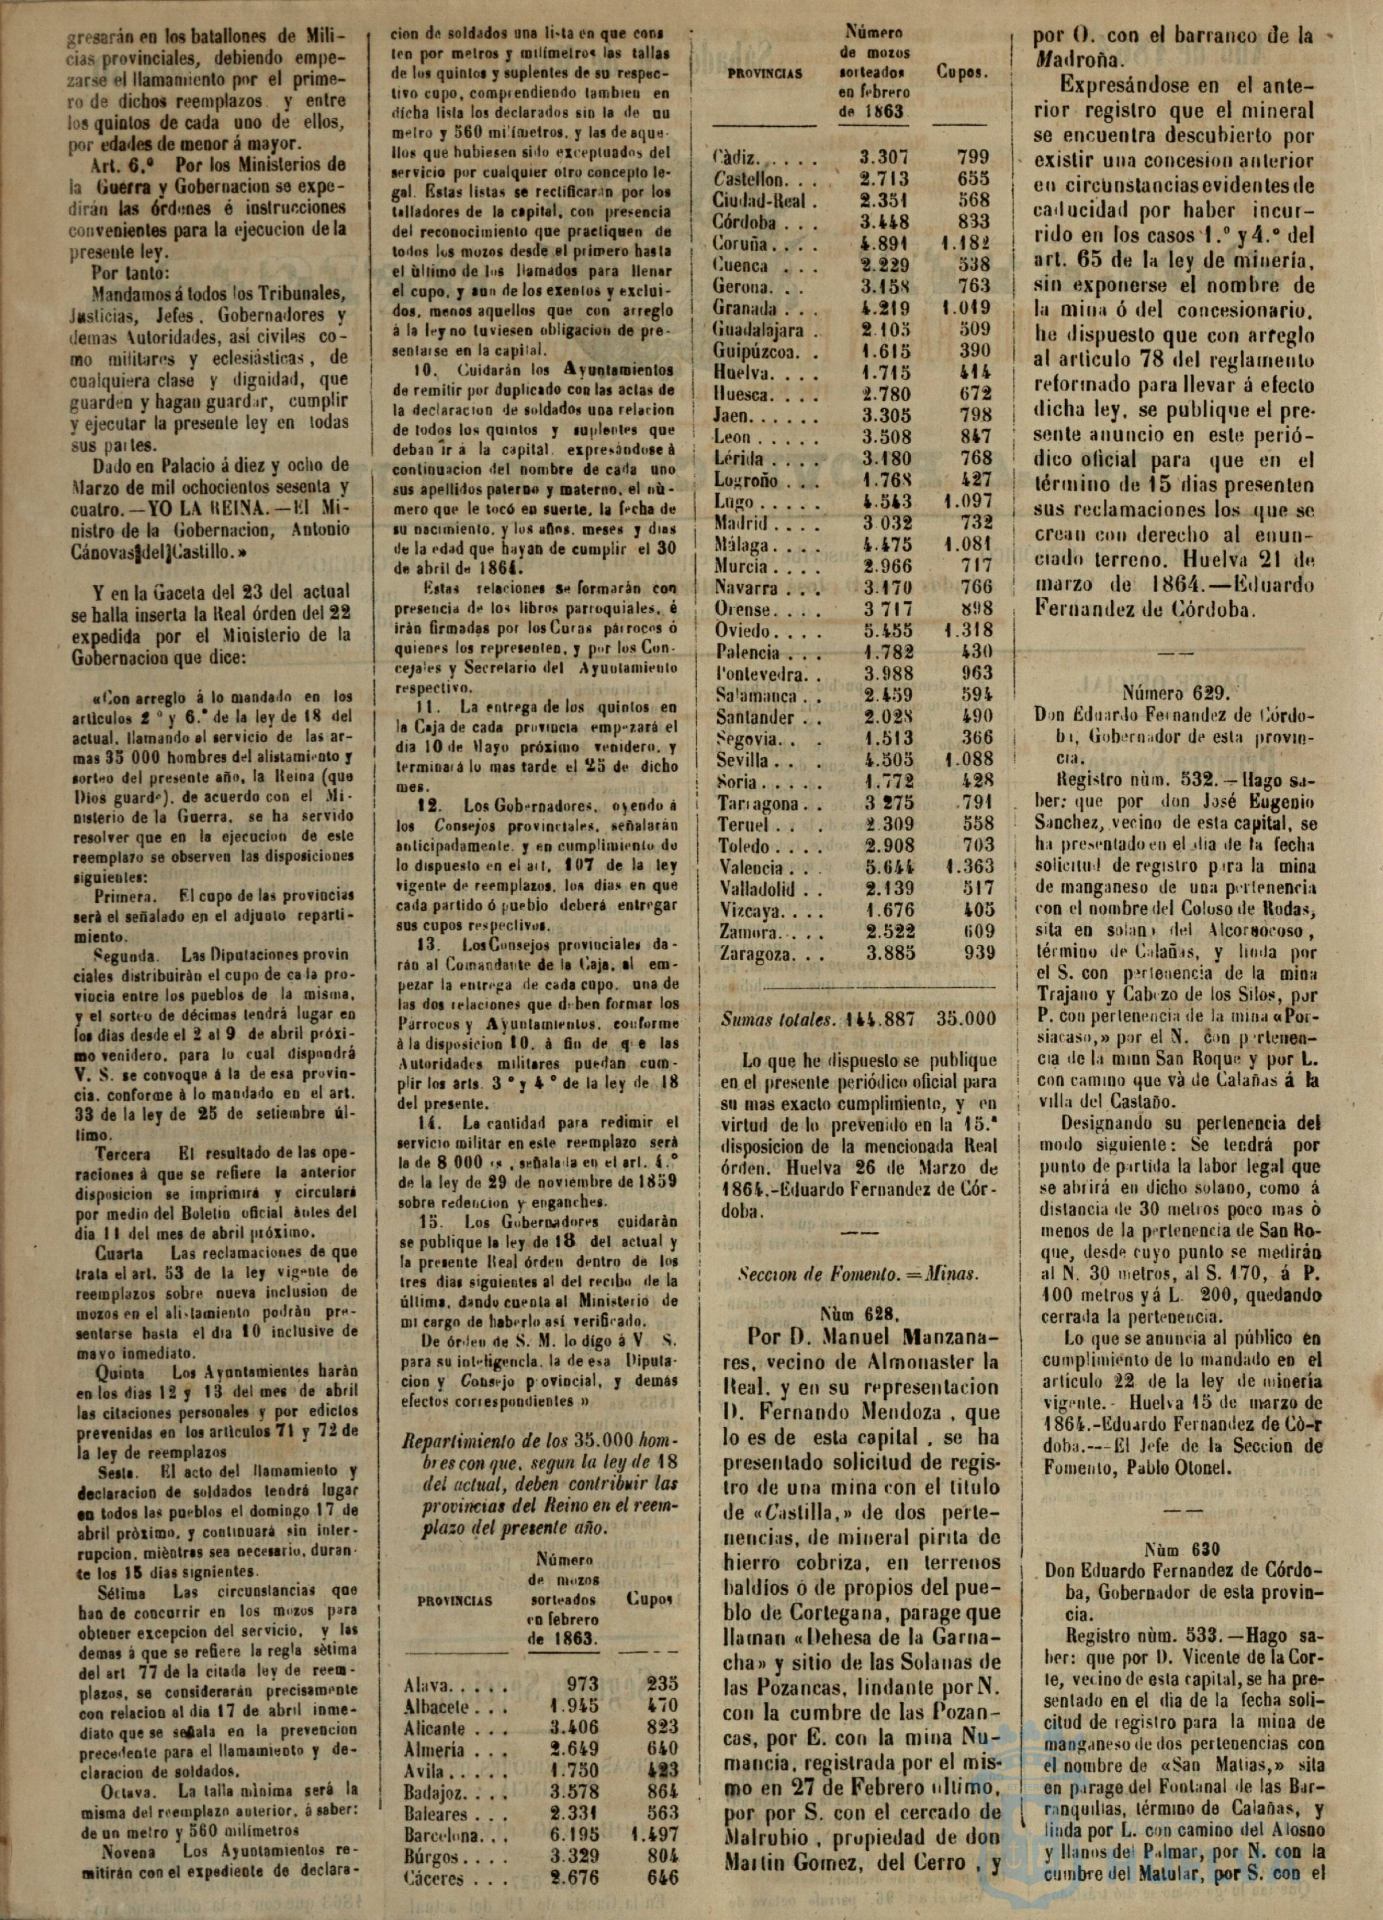 gresarán en los batallones de Mili-
cias provinciales, debiendo empe-
zarse el llamamiento por el prime-
ro de dichos reemplazos y entre
los quintos de cada uno de ellos,
por edades de menor á mayor.
Art. 6.º Por los Ministerios de
la Guerra y Gobernacion se expe-
dirán las órdenes é instrucciones
convenientes para la ejecucion de la
presente ley.
Por tanto:
Mandamos á todos los Tribunales,
Justicias, Jefes, Gobernadores y
demas Autoridades, asi civiles co-
mo militares y eclesiásticas, de
cualquiera clase y dignidad, que
guarden y hagan guardar, cumplir
y ejecutar la presente ley en todas
sus partes.
Dado en Palacio á diez y ocho de
Marzo de mil ochocientos sesenta y
cuatro.—YO LA REINA.—El Mi-
nistro de la Gobernacion, Antonio
Cánovas del Castillo.»
Y en la Gaceta del 23 del actual
se halla inserta la Real órden del 22
expedida por el Ministerio de la
Gobernacion que dice:
«Con arreglo á lo mandado en los
artículos 2º y 6.º de la ley de 18 del
actual, llamando al servicio de las ar-
mas 35 000 hombres del alistamiento y
sorteo del presente año, la Reina (que
Dios guarde), de acuerdo con el Mi-
nisterio de la Guerra, se ha servido
resolver que en la ejecucion de este
reemplazo se observen las disposiciones
siguientes:
Primera. El cupo de las provincias
será el señalado en el adjunto reparti-
miento.
Segunda. Las Diputaciones provin
ciales distribuirán el cupo de cada pro-
vincia entre los pueblos de la misma,
y el sorteo de décimas tendrá lugar en
los dias desde el 2 al 9 de abril próxi-
mo venidero, para lo cual dispondrá
V. S. se convoque á la de esa provin-
cia, conforme á lo mandado en el art.
33 de la ley de 25 de setiembre úl-
timo.
Tercera El resultado de las ope-
raciones á que se refiere la anterior
disposicion se imprimirá y circulará
por medio del Boletin oficial ántes del
dia 11 del mes de abril próximo.
Cuarta Las reclamaciones de que
trata el art. 53 de la ley vigente de
reemplazos sobre nueva inclusion de
mozos en el alistamiento podrán pre-
sentarse hasta el dia 10 inclusive de
mayo inmediato.
Quinta Los Ayuntamientos harán
en los dias 12 y 13 del mes de abril
las citaciones personales y por edictos
prevenidas en los articulos 71 y 72 de
la ley de reemplazos
Sesta. El acto del llamamiento y
declaracion de soldados tendrá lugar
en todos los pueblos el domingo 17 de
abril próximo, y continuará sin inter-
rupcion, miéntras sea necesario, duran-
te los 15 dias signientes.
Sétima Las circunstancias que
han de concurrir en los mozos para
obtener excepcion del servicio, y las
demas á que se refiere la regla sétima
del art 77 de la citada ley de reem-
plazos, se considerarán precisamente
con relacion al dia 17 de abril inme-
diato que se señala en la prevencion
precedente para el llamamiento y de-
claracion de soldados.
Octava. La talla mínima será la
misma del reemplazo anterior, á saber:
de un metro y 560 milímetros
Novena Los Ayuntamientos re-
mitirán con el expediente de declara-
cion de soldados una lista en que cons
ten por metros y milímetros las tallas
de los quintos y suplentes de su respec-
tivo cupo, comprendiendo tambien en
dicha lista los declarados sin la de un
metro y 560 milímetros, y las de aque-
llos que hubiesen sido exceptuados del
servicio por cualquier otro concepto le-
gal. Estas listas se rectificarán por los
talladores de la capital, con presencia
del reconocimiento que practiquen de
todos los mozos desde el primero hasta
el último de los llamados para llenar
el cupo, y aun de los exentos y exclui-
dos, menos aquellos que con arreglo
á la ley no tuviesen obligacion de pre-
sentarse en la capital.
10. Cuidarán los Ayuntamientos
de remitir por duplicado con las actas de
la declaracion de soldados una relacion
de todos los quintos y suplentes que
deban ir á la capital expresándose á
continuacion del nombre de cada uno
sus apellidos paterno y materno, el nú-
mero que le tocó en suerte, la fecha de
su nacimiento, y los años, meses y dias
de la edad que hayan de cumplir el 30
de abril de 1864.
Estas relaciones se formarán con
presencia de los libros parroquiales, é
irán firmadas por los Curas párrocos ó
quienes los representen, y por los Con-
cejales y Secretario del Ayuntamiento
respectivo.
11. La entrega de los quintos en
la Caja de cada provincia empezará el
dia 10 de Mayo próximo venidero, y
terminará lo mas tarde el 25 de dicho
mes.
12. Los Gobernadores, oyendo á
los Consejos provinciales, señalarán
anticipadamente, y en cumplimiento de
lo dispuesto en el art, 107 de la ley
vigente de reemplazos, los dias en que
cada partido ó pueblo deberá entregar
sus cupos respectivos.
13. Los Consejos provinciales da-
rán al Comandante de la Caja, al em-
pezar la entrega de cada cupo, una de
las dos relaciones que deben formar los
Párrocos y Ayuntamientos, conforme
á la disposicion 10, á fin de que las
Autoridades militares puedan cum-
plir los arts. 3º y 4º de la ley de 18
del presente.
14. La cantidad para redimir el
servicio militar en este reemplazo será
la de 8 000 rs, señalada en el art. 4.º
de la ley de 29 de noviembre de 1859
sobre redencion y enganches.
15. Los Gobernadores cuidarán
se publique la ley de 18 del actual y
la presente Real órden dentro de los
tres dias siguientes al del recibo de la
última, dando cuenta al Ministerio de
mi cargo de haberlo así verificado.
De órden de S. M. lo digo á V S.
para su inteligencia, la de esa Diputa-
cion y Consejo provincial, y demás
efectos correspondientes »
Repartimiento de los 35.000 hom-
bres con que, segun la ley de 18
del actual, deben contribuir las
provincias del Reino en el reem-
plazo del presente año.
PROVINCIAS Número de mozos sorteados en febrero de 1863. Cupos
Alava..... 973 235
Albacete... 1.945 470
Alicante... 3.406 823
Almería... 2.649 640
Avila..... 1.750 423
Badajoz.... 3.578 864
Baleares... 2.331 563
Barcelona... 6.195 1.497
Búrgos.... 3.329 804
Cáceres... 2.676 646
PROVINCIAS Número de mozos sorteados en febrero de 1863 Cupos.
Càdiz..... 3.307 799
Castellon... 2.713 655
Ciudad-Real. 2.351 568
Córdoba... 3.448 833
Coruña.... 4.891 1.182
Cuenca... 2.229 538
Gerona... 3.158 763
Granada.... 4.219 1.019
Guadalajara. 2.105 509
Guipúzcoa.. 1.615 390
Huelva.... 1.715 414
Huesca.... 2.780 672
Jaen...... 3.305 798
Leon..... 3.508 847
Lérida.... 3.180 768
Logroño... 1.768 427
Lugo..... 4.543 1.097
Madrid.... 3 032 732
Málaga.... 4.475 1.081
Murcia.... 2.966 717
Navarra... 3.170 766
Orense.... 3 717 898
Oviedo.... 5.455 1.318
Palencia... 1.782 430
Pontevedra.. 3.988 963
Salamanca.. 2.459 594
Santander.. 2.028 490
Segovia... 1.513 366
Sevilla... 4.505 1.088
Soria..... 1.772 428
Tarragona.. 3 275 791
Teruel... 2 309 558
Toledo.... 2.908 703
Valencia... 5.644 1.363
Valladolid.. 2.139 517
Vizcaya.... 1.676 405
Zamora.... 2.522 609
Zaragoza... 3.885 939
Sumas totales. 144.887 35.000
Lo que he dispuesto se publique
en el presente periódico oficial para
su mas exacto cumplimiento, y en
virtud de lo prevenido en la 15.ª
disposicion de la mencionada Real
órden. Huelva 26 de Marzo de
1864.-Eduardo Fernandez de Cór-
doba.
Seccion de Fomento.=Minas.
Núm 628.
Por D. Manuel Manzana-
res, vecino de Almonaster la
Real, y en su representacion
D. Fernando Mendoza, que
lo es de esta capital, se ha
presentado solicitud de regis-
tro de una mina con el titulo
de «Castilla,» de dos perte-
nencias, de mineral pirita de
hierro cobriza, en terrenos
baldíos ó de propios del pue-
blo de Cortegana, parage que
llaman «Dehesa de la Garna-
cha» y sitio de las Solanas de
las Pozancas, lindante por N.
con la cumbre de las Pozan-
cas, por E. con la mina Nu-
mancia, registrada por el mis-
mo en 27 de Febrero ultimo,
por por S. con el cercado de
Malrubio, propiedad de don
Martin Gomez, del Cerro, y
por O. con el barranco de la
Madroña.
Expresándose en el ante-
rior registro que el mineral
se encuentra descubierto por
existir una concesion anterior
en circunstancias evidentes de
caducidad por haber incur-
rido en los casos 1.º y 4.º del
art. 65 de la ley de minería,
sin exponerse el nombre de
la mina ó del concesionario,
he dispuesto que con arreglo
al articulo 78 del reglamento
reformado para llevar á efecto
dicha ley, se publique el pre-
sente anuncio en este perió-
dico oficial para que en el
término de 15 dias presenten
sus reclamaciones los que se
crean con derecho al enun-
ciado terreno. Huelva 21 de
marzo de 1864.—Eduardo
Fernandez de Córdoba.
Número 629.
Don Eduardo Fernandez de Córdo-
ba, Gobernador de esta provin-
cia.
Registro núm. 532.—Hago sa-
ber: que por don José Eugenio
Sanchez, vecino de esta capital, se
ha presentado en el dia de la fecha
solicitud de registro para la mina
de manganeso de una pertenencia
con el nombre del Coloso de Rodas,
sita en solano del Alcornocoso,
término de Calañas, y linda por
el S. con pertenencia de la mina
Trajano y Cabezo de los Silos, por
P. con pertenencia de la mina «Por-
siacaso,» por el N. con pertenen-
cia de la minn San Roque y por L.
con camino que và de Calañas á la
villa del Castaño.
Designando su pertenencia del
modo siguiente: Se tendrá por
punto de partida la labor legal que
se abrirá en dicho solano, como á
distancia de 30 metros poco mas ò
menos de la pertenencia de San Ro-
que, desde cuyo punto se medirán
al N. 30 metros, al S. 170, á P.
100 metros y á L. 200, quedando
cerrada la pertenencia.
Lo que se anuncia al público en
cumplimiento de lo mandado en el
articulo 22 de la ley de minería
vigente.- Huelva 15 de marzo de
1864.-Eduardo Fernandez de Cò-r
doba.---El Jefe de la Seccion de
Fomento, Pablo Otonel.
Núm 630
Don Eduardo Fernandez de Córdo-
ba, Gobernador de esta provin-
cia.
Registro núm. 533.—Hago sa-
ber: que por D. Vicente de la Cor-
te, vecino de esta capital, se ha pre-
sentado en el dia de la fecha soli-
citud de registro para la mina de
manganeso de dos pertenencias con
el nombre de «San Matias,» sita
en parage del Fontanal de las Bar-
ranquillas, término de Calañas, y
linda por L. con camino del Alosno
y llanos del Palmar, por N. con la
cumbre del Matular, por S. con el